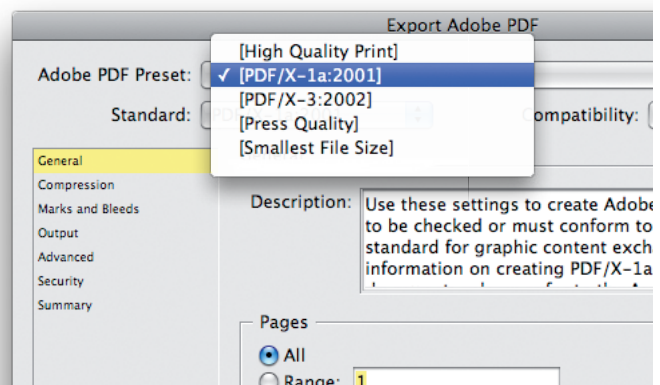 Export Adobe PDF
Adobe PDF Preset:
[High Quality Print]
✓ [PDF/X-1a:2001]
[PDF/X-3:2002]
[Press Quality]
[Smallest File Size]
Standard:
Compatibility:
General
Compression
Marks and Bleeds
Output
Advanced
Security
Summary
Description:
Use these settings to create Adobe
to be checked or must conform to
standard for graphic content exch
information on creating PDF/X-1a
Pages
All
Range: 1